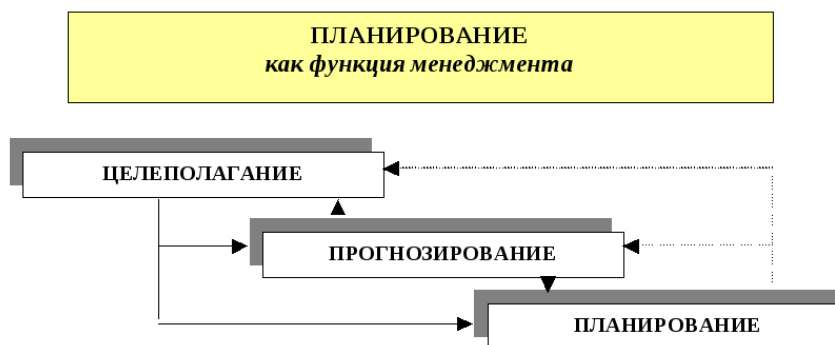 ПЛАНИРОВАНИЕ
как функция менеджмента
ЦЕЛЕПОЛАГАНИЕ
ПРОГНОЗИРОВАНИЕ
ПЛАНИРОВАНИЕ